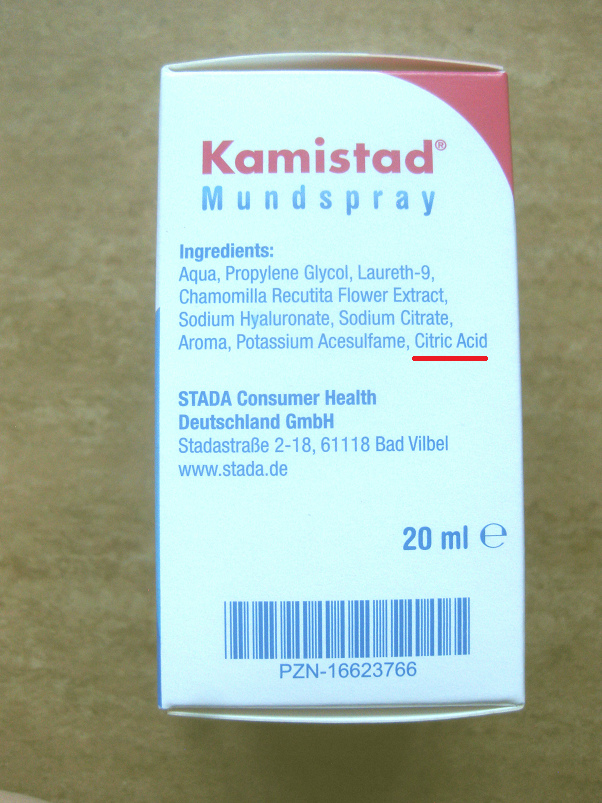 Kamistad®
Mundspray
Ingredients:
Aqua, Propylene Glycol, Laureth-9,
Chamomilla Recutita Flower Extract,
Sodium Hyaluronate, Sodium Citrate,
Aroma, Potassium Acesulfame, Citric Acid
STADA Consumer Health
Deutschland GmbH
Stadastraße 2-18, 61118 Bad Vilbel
www.stada.de
20 ml ℮
PZN-16623766